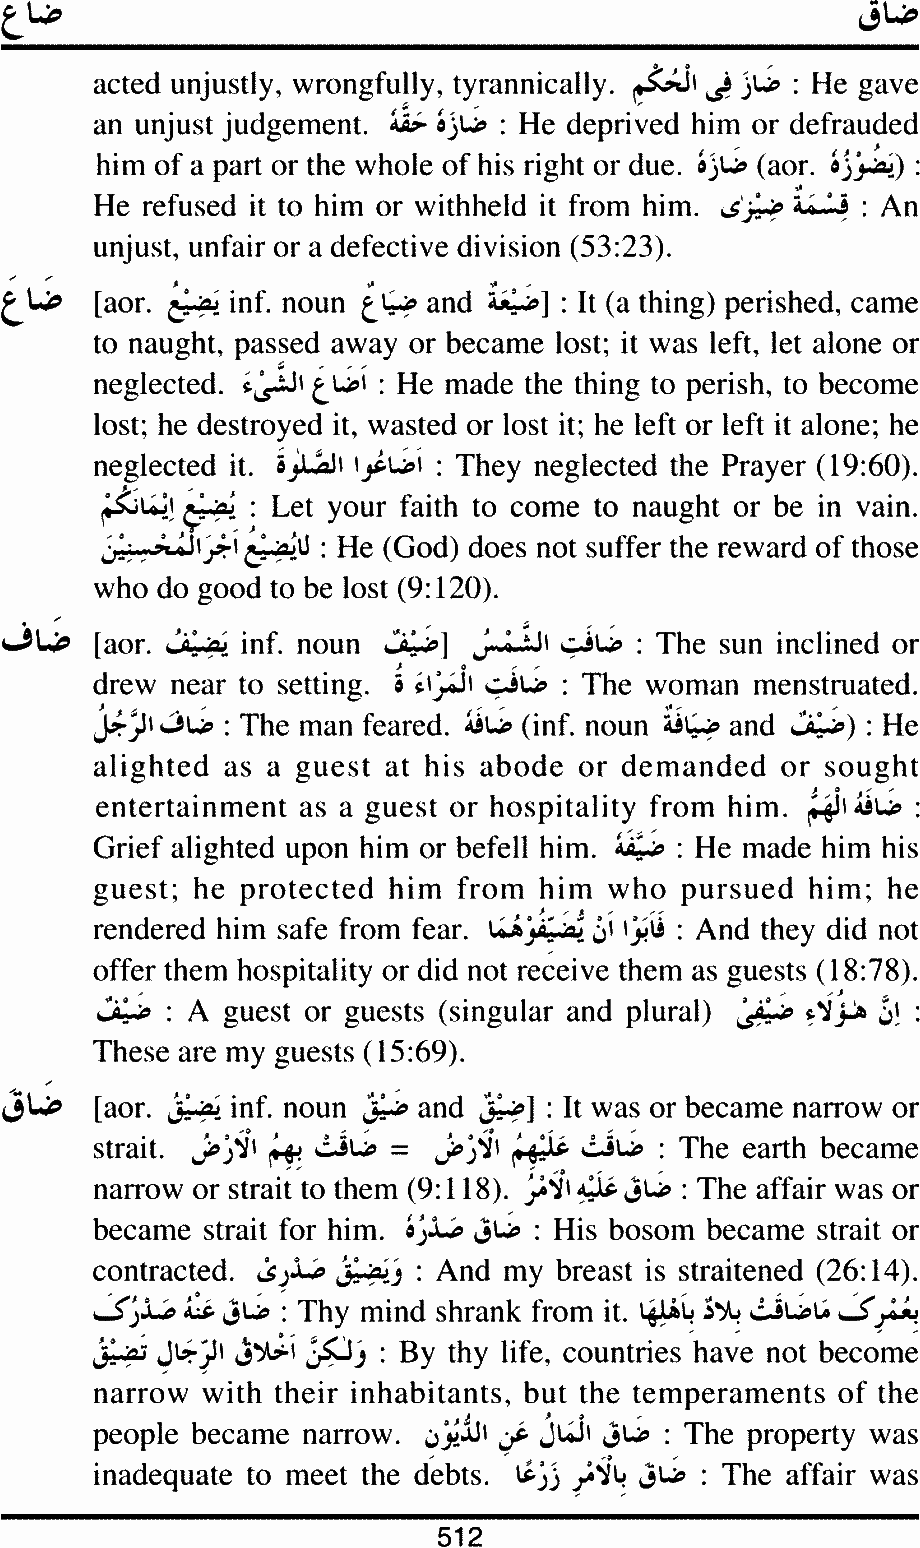 ضاع ضاق
acted unjustly, wrongfully, tyrannically. ضَازَ فِی الْحُکْمِ : He gave
an unjust judgement. ضَازَہٗ حَقَّہٗ : He deprived him or defrauded
him of a part or the whole of his right or due. ضَازَہٗ (aor. یَضُوْزُہٗ) :
He refused it to him or withheld it from him. قِسْمَۃٌ ضِیْزٰی : An
unjust, unfair or a defective division (53:23).
ضَاعَ [aor. یَضِیْعُ inf. noun ضِیَاعٌ and ضَیْعَۃٌ] : It (a thing) perished, came
to naught, passed away or became lost; it was left, let alone or
neglected. اَضَاعَ الشَّیْءَ : He made the thing to perish, to become
lost; he destroyed it, wasted or lost it; he left or left it alone; he
neglected it. اَضَاعُوا الصَّلٰوۃَ : They neglected the Prayer (19:60).
یُضِیْعَ اِیْمَانَکُمْ : Let your faith to come to naught or be in vain.
لَایُضِیْعُ اَجْرَالْمُحْسِنِیْنَ : He (God) does not suffer the reward of those
who do good to be lost (9:120).
ضَافَ [aor. یَضِیْفُ inf. noun ضَیْفٌ] ضَافَتِ الشَّمْسُ : The sun inclined or
drew near to setting. ضَافَتِ الْمَرْاءَ ۃُ : The woman menstruated.
ضَافَ الرَّجُلُ : The man feared. ضَافَہٗ (inf. noun ضِیَافَۃٌ and ضَیْفٌ) : He
alighted as a guest at his abode or demanded or sought
entertainment as a guest or hospitality from him. ضَافَہُ الْھَمُّ :
Grief alighted upon him or befell him. ضَیَّفَہٗ : He made him his
guest; he protected him from him who pursued him; he
rendered him safe from fear. فَاَبَوْا اَنْ یُّضَیِّفُوْھُمَا : And they did not
offer them hospitality or did not receive them as guests (18:78).
ضَیْفٌ : A guest or guests (singular and plural) اِنَّ ھٰٓؤُلَاءِ ضَیْفِیْ :
These are my guests (15:69).
ضَاقَ [aor. یَضِیْقُ inf. noun ضَیْقٌ and ضِیْقٌ] : It was or became narrow or
strait. ضَاقَتْ عَلَیْھِمُ الْاَرْضُ = ضَاقَتْ بِھِمُ الْاَرْضُ : The earth became
narrow or strait to them (9:118). ضَاقَ عَلَیْہِ الْاَمْرُ : The affair was or
became strait for him. ضَاقَ صَدْرُہٗ : His bosom became strait or
contracted. وَیَضِیْقُ صَدْرِیْ : And my breast is straitened (26:14).
ضَاقَ عَنْہُ صَدْرُکَ : Thy mind shrank from it. بِعُمْرِکَ مَاضَاقَتْ بِلَادٌ بِاَھْلِھَا
وَلٰکِنَّ اَخْلَاقَ الرِّجَالِ تَضِیْقُ : By thy life, countries have not become
narrow with their inhabitants, but the temperaments of the
people became narrow. ضَاقَ الْمَالُ عَنِ الدُّیُوْنِ : The property was
inadequate to meet the debts. ضَاقَ بِالْاَمْرِ زَرْعًا : The affair was
512